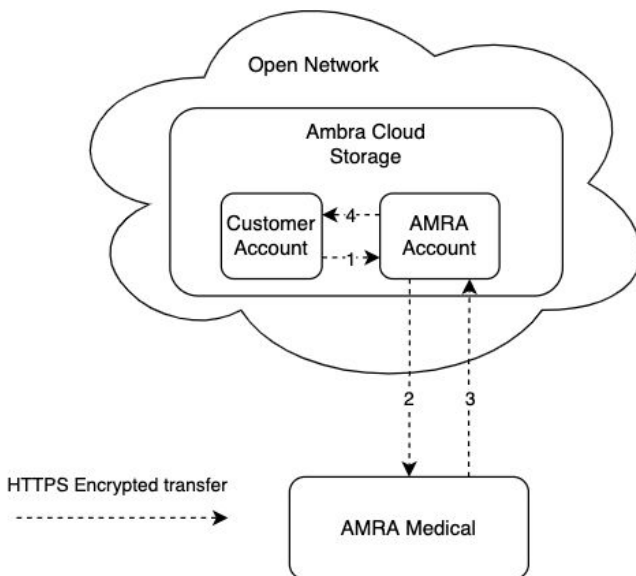 Open Network
Ambra Cloud
Storage
Customer
Account
4
1
AMRA
Account
2
3
HTTPS Encrypted transfer
AMRA Medical